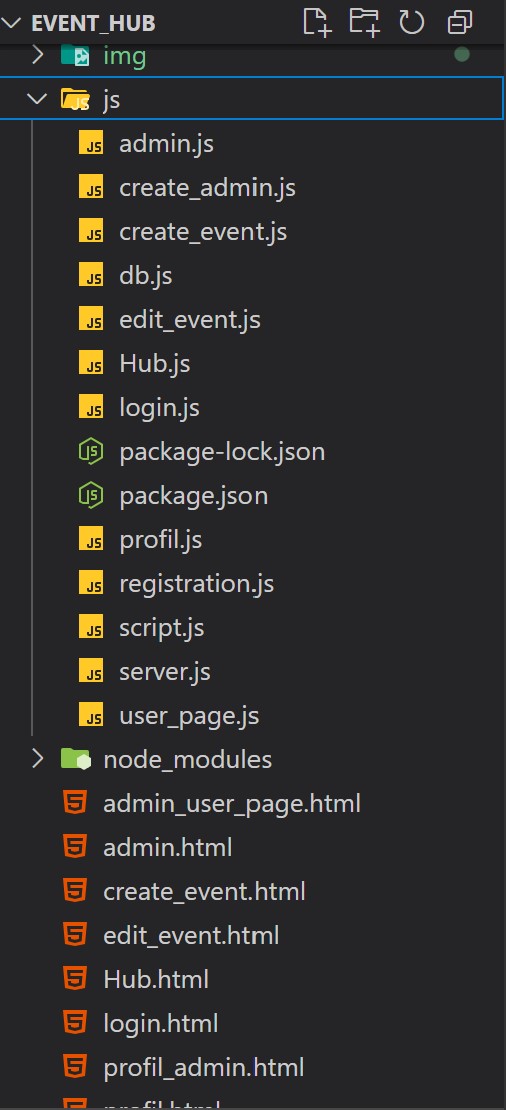 EVENT_HUB
img
js
admin.js
create_admin.js
create_event.js
db.js
edit_event.js
Hub.js
login.js
package-lock.json
package.json
profil.js
registration.js
script.js
server.js
user_page.js
node_modules
admin_user_page.html
admin.html
create_event.html
edit_event.html
Hub.html
login.html
profil_admin.html
profil.html